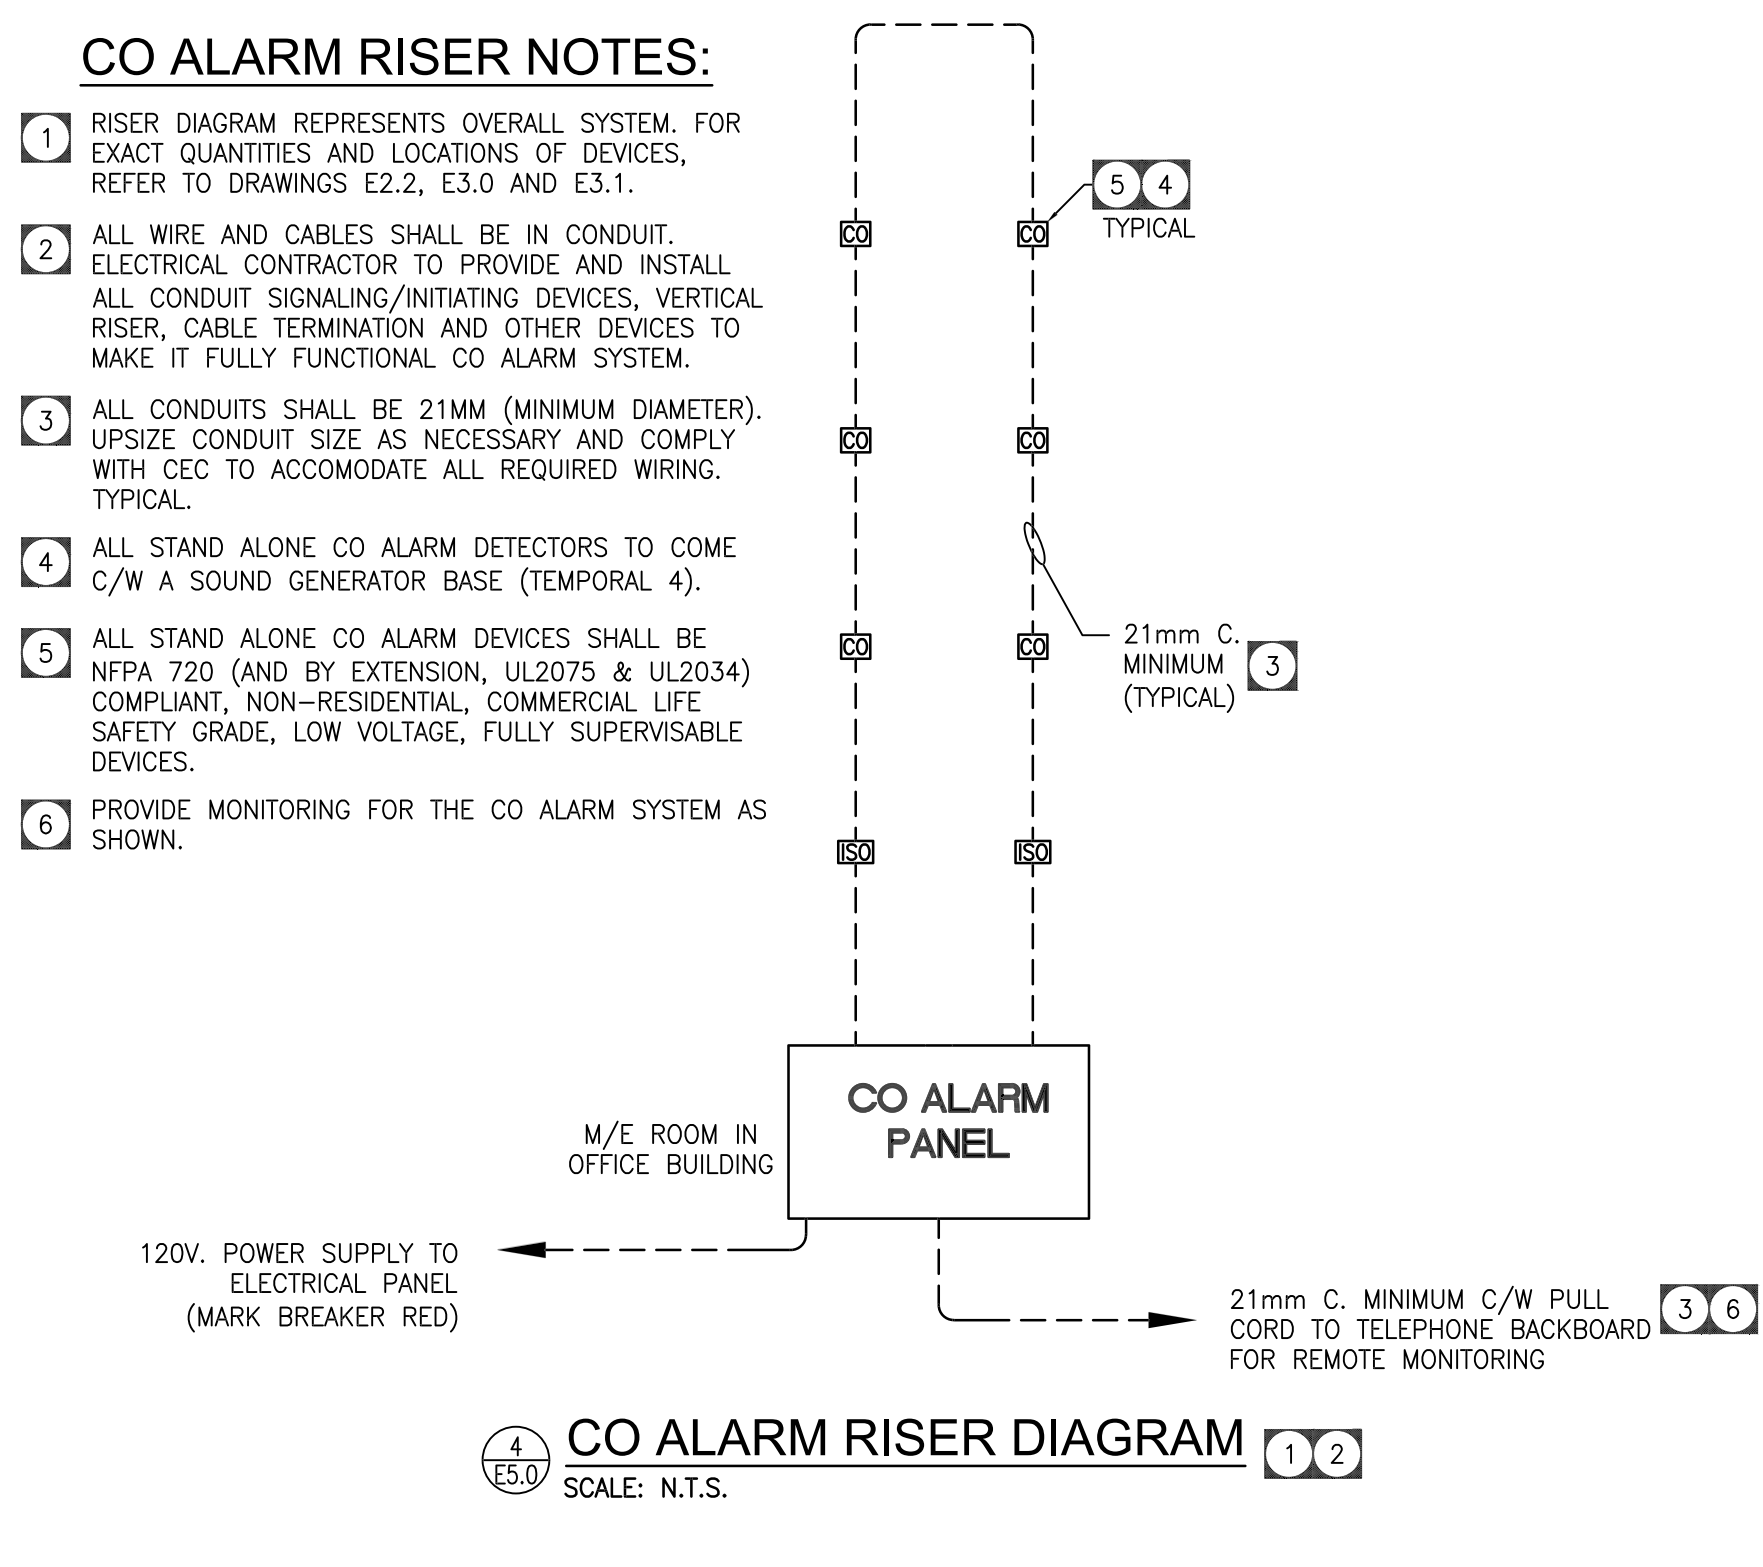 CO ALARM RISER NOTES:
1
RISER DIAGRAM REPRESENTS OVERALL SYSTEM. FOR
EXACT QUANTITIES AND LOCATIONS OF DEVICES,
REFER TO DRAWINGS E2.2, E3.0 AND E3.1.
2
ALL WIRE AND CABLES SHALL BE IN CONDUIT.
ELECTRICAL CONTRACTOR TO PROVIDE AND INSTALL
ALL CONDUIT SIGNALING/INITIATING DEVICES, VERTICAL
RISER, CABLE TERMINATION AND OTHER DEVICES TO
MAKE IT FULLY FUNCTIONAL CO ALARM SYSTEM.
3
ALL CONDUITS SHALL BE 21MM (MINIMUM DIAMETER).
UPSIZE CONDUIT SIZE AS NECESSARY AND COMPLY
WITH CEC TO ACCOMODATE ALL REQUIRED WIRING.
TYPICAL.
4
ALL STAND ALONE CO ALARM DETECTORS TO COME
C/W A SOUND GENERATOR BASE (TEMPORAL 4).
5
ALL STAND ALONE CO ALARM DEVICES SHALL BE
NFPA 720 (AND BY EXTENSION, UL2075 & UL2034)
COMPLIANT, NON-RESIDENTIAL, COMMERCIAL LIFE
SAFETY GRADE, LOW VOLTAGE, FULLY SUPERVISABLE
DEVICES.
6
PROVIDE MONITORING FOR THE CO ALARM SYSTEM AS
SHOWN.
5 4
TYPICAL
CO CO
CO CO
CO CO
21mm C.
MINIMUM
(TYPICAL)
3
ISO ISO
CO ALARM
PANEL
M/E ROOM IN
OFFICE BUILDING
120V. POWER SUPPLY TO
ELECTRICAL PANEL
(MARK BREAKER RED)
21mm C. MINIMUM C/W PULL
CORD TO TELEPHONE BACKBOARD
FOR REMOTE MONITORING
3 6
4
E5.0
CO ALARM RISER DIAGRAM
1 2
SCALE: N.T.S.